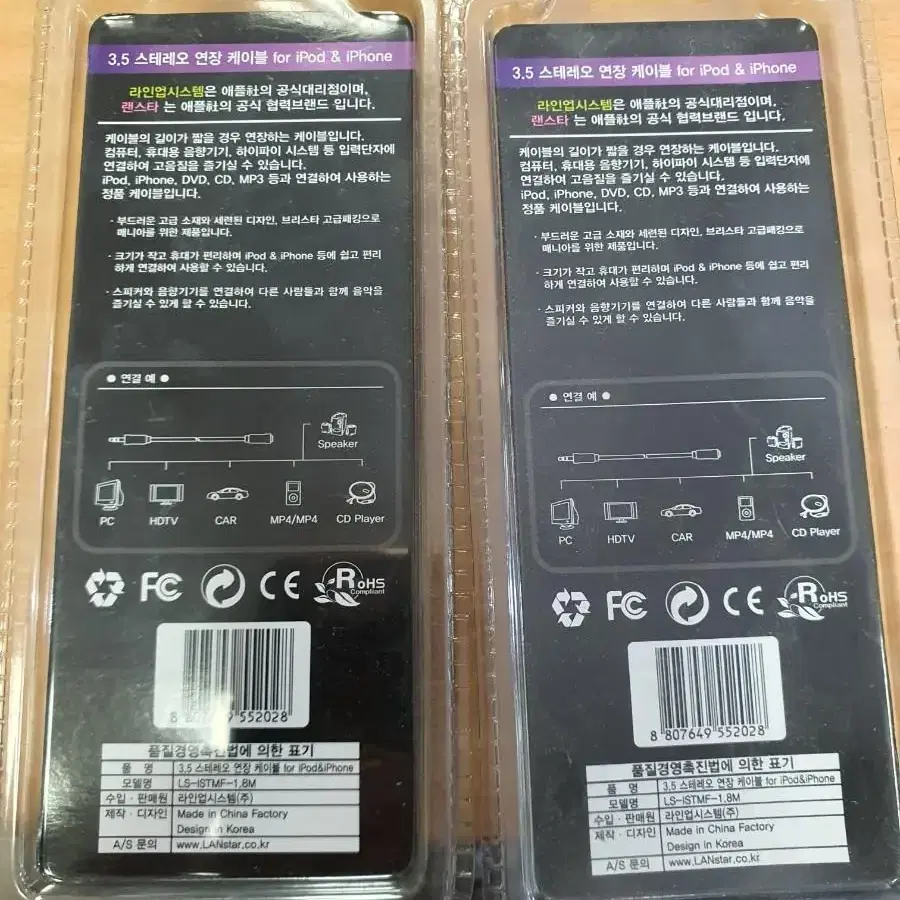 3.5 스테레오 연장 케이블 for iPod & iPhone
라인업시스템은 애플社의 공식대리점이며,
랜스타 는 애플社의 공식 협력브랜드 입니다.
케이블의 길이가 짧을 경우 연장하는 케이블입니다.
컴퓨터, 휴대용 음향기기, 하이파이 시스템 등 입력단자에
연결하여 고음질을 즐기실 수 있습니다.
iPod, iPhone, DVD, CD, MP3 등과 연결하여 사용하는
정품 케이블입니다.
· 부드러운 고급 소재와 세련된 디자인, 브리스타 고급패킹으로
매니아를 위한 제품입니다.
· 크기가 작고 휴대가 편리하며 iPod & iPhone 등에 쉽고 편리
하게 연결하여 사용할 수 있습니다.
· 스피커와 음향기기를 연결하여 다른 사람들과 함께 음악을
즐기실 수 있게 할 수 있습니다.
● 연결 예 ●
Speaker
PC HDTV CAR MP4/MP4 CD Player
FC CE RoHS
Compliant
8 807649 552028
품질경영촉진법에 의한 표기
품 명 3.5 스테레오 연장 케이블 for iPod&iPhone
모델명 LS-ISTMF-1.8M
수입 · 판매원 라인업시스템(주)
제작 · 디자인 Made in China Factory
Design in Korea
A/S 문의 www.LANstar.co.kr
3.5 스테레오 연장 케이블 for iPod & iPhone
라인업시스템은 애플社의 공식대리점이며,
랜스타 는 애플社의 공식 협력브랜드 입니다.
케이블의 길이가 짧을 경우 연장하는 케이블입니다.
컴퓨터, 휴대용 음향기기, 하이파이 시스템 등 입력단자에
연결하여 고음질을 즐기실 수 있습니다.
iPod, iPhone, DVD, CD, MP3 등과 연결하여 사용하는
정품 케이블입니다.
· 부드러운 고급 소재와 세련된 디자인, 브리스타 고급패킹으로
매니아를 위한 제품입니다.
· 크기가 작고 휴대가 편리하며 iPod & iPhone 등에 쉽고 편리
하게 연결하여 사용할 수 있습니다.
· 스피커와 음향기기를 연결하여 다른 사람들과 함께 음악을
즐기실 수 있게 할 수 있습니다.
● 연결 예 ●
Speaker
PC HDTV CAR MP4/MP4 CD Player
FC CE RoHS
Compliant
8 807649 552028
품질경영촉진법에 의한 표기
품 명 3.5 스테레오 연장 케이블 for iPod&iPhone
모델명 LS-ISTMF-1.8M
수입 · 판매원 라인업시스템(주)
제작 · 디자인 Made in China Factory
Design in Korea
A/S 문의 www.LANstar.co.kr